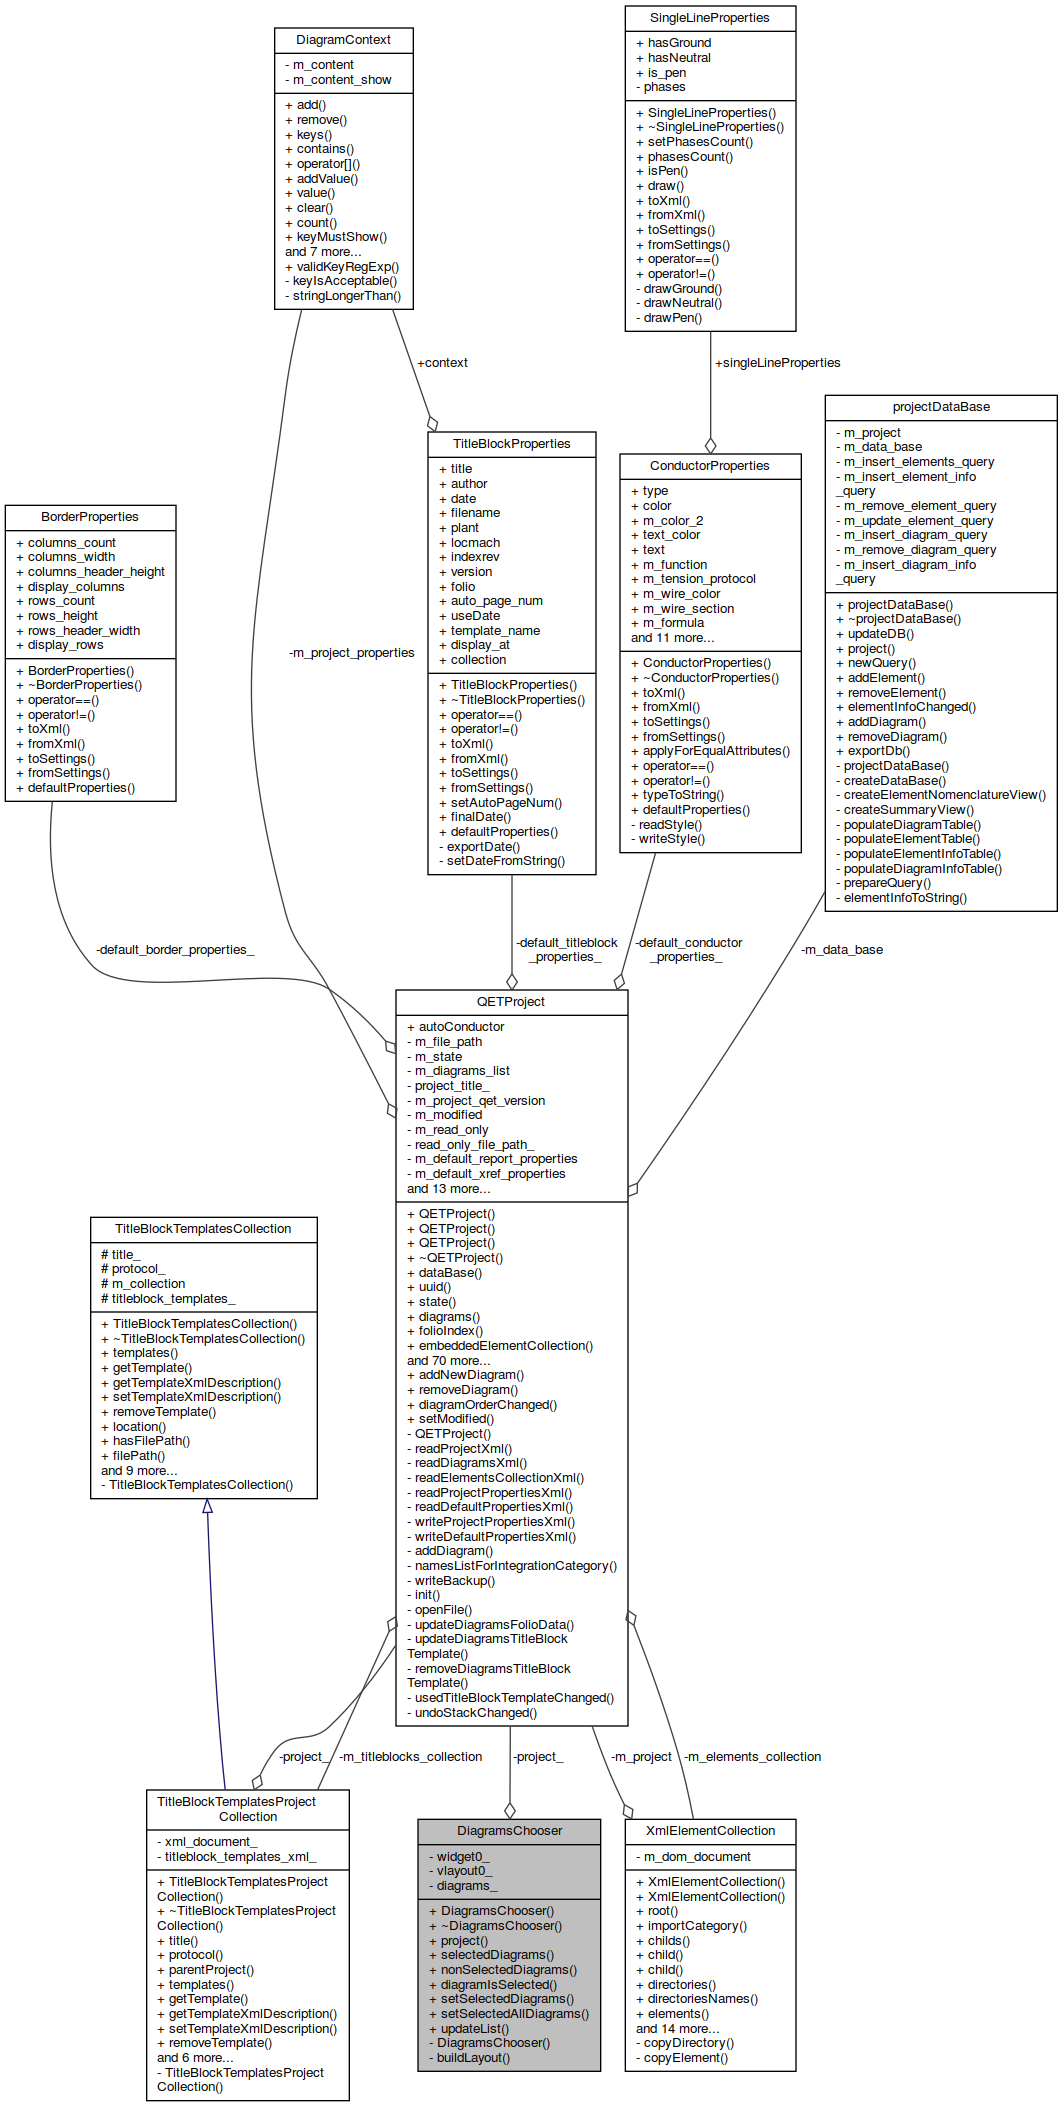 SingleLineProperties
+ hasGround
+ hasNeutral
+ is_pen
- phases
+ SingleLineProperties()
+ ~SingleLineProperties()
+ setPhasesCount()
+ phasesCount()
+ isPen()
+ draw()
+ toXml()
+ fromXml()
+ toSettings()
+ fromSettings()
+ operator==()
+ operator!=()
- drawGround()
- drawNeutral()
- drawPen()
DiagramContext
- m_content
- m_content_show
+ add()
+ remove()
+ keys()
+ contains()
+ operator[]()
+ addValue()
+ value()
+ clear()
+ count()
+ keyMustShow()
and 7 more...
+ validKeyRegExp()
- keyIsAcceptable()
- stringLongerThan()
+context
+singleLineProperties
projectDataBase
- m_project
- m_data_base
- m_insert_elements_query
- m_insert_element_info
_query
- m_remove_element_query
- m_update_element_query
- m_insert_diagram_query
- m_remove_diagram_query
- m_insert_diagram_info
_query
+ projectDataBase()
+ ~projectDataBase()
+ updateDB()
+ project()
+ newQuery()
+ addElement()
+ removeElement()
+ elementInfoChanged()
+ addDiagram()
+ removeDiagram()
+ exportDb()
- projectDataBase()
- createDataBase()
- createElementNomenclatureView()
- createSummaryView()
- populateDiagramTable()
- populateElementTable()
- populateElementInfoTable()
- populateDiagramInfoTable()
- prepareQuery()
- elementInfoToString()
TitleBlockProperties
+ title
+ author
+ date
+ filename
+ plant
+ locmach
+ indexrev
+ version
+ folio
+ auto_page_num
+ useDate
+ template_name
+ display_at
+ collection
+ TitleBlockProperties()
+ ~TitleBlockProperties()
+ operator==()
+ operator!=()
+ toXml()
+ fromXml()
+ toSettings()
+ fromSettings()
+ setAutoPageNum()
+ finalDate()
+ defaultProperties()
- exportDate()
- setDateFromString()
ConductorProperties
+ type
+ color
+ m_color_2
+ text_color
+ text
+ m_function
+ m_tension_protocol
+ m_wire_color
+ m_wire_section
+ m_formula
and 11 more...
+ ConductorProperties()
+ ~ConductorProperties()
+ toXml()
+ fromXml()
+ toSettings()
+ fromSettings()
+ applyForEqualAttributes()
+ operator==()
+ operator!=()
+ typeToString()
+ defaultProperties()
- readStyle()
- writeStyle()
BorderProperties
+ columns_count
+ columns_width
+ columns_header_height
+ display_columns
+ rows_count
+ rows_height
+ rows_header_width
+ display_rows
+ BorderProperties()
+ ~BorderProperties()
+ operator==()
+ operator!=()
+ toXml()
+ fromXml()
+ toSettings()
+ fromSettings()
+ defaultProperties()
-m_project_properties
-default_border_properties_
-default_titleblock
_properties_
-default_conductor
_properties_
-m_data_base
QETProject
+ autoConductor
- m_file_path
- m_state
- m_diagrams_list
- project_title_
- m_project_qet_version
- m_modified
- m_read_only
- read_only_file_path_
- m_default_report_properties
- m_default_xref_properties
and 13 more...
+ QETProject()
+ QETProject()
+ QETProject()
+ ~QETProject()
+ dataBase()
+ uuid()
+ state()
+ diagrams()
+ folioIndex()
+ embeddedElementCollection()
and 70 more...
+ addNewDiagram()
+ removeDiagram()
+ diagramOrderChanged()
+ setModified()
- QETProject()
- readProjectXml()
- readDiagramsXml()
- readElementsCollectionXml()
- readProjectPropertiesXml()
- readDefaultPropertiesXml()
- writeProjectPropertiesXml()
- writeDefaultPropertiesXml()
- addDiagram()
- namesListForIntegrationCategory()
- writeBackup()
- init()
- openFile()
- updateDiagramsFolioData()
- updateDiagramsTitleBlock
Template()
- removeDiagramsTitleBlock
Template()
- usedTitleBlockTemplateChanged()
- undoStackChanged()
TitleBlockTemplatesCollection
# title_
# protocol_
# m_collection
# titleblock_templates_
+ TitleBlockTemplatesCollection()
+ ~TitleBlockTemplatesCollection()
+ templates()
+ getTemplate()
+ getTemplateXmlDescription()
+ setTemplateXmlDescription()
+ removeTemplate()
+ location()
+ hasFilePath()
+ filePath()
and 9 more...
- TitleBlockTemplatesCollection()
-project_
-m_titleblocks_collection
-project_
-m_project
-m_elements_collection
TitleBlockTemplatesProject
Collection
- xml_document_
- titleblock_templates_xml_
+ TitleBlockTemplatesProject
Collection()
+ ~TitleBlockTemplatesProject
Collection()
+ title()
+ protocol()
+ parentProject()
+ templates()
+ getTemplate()
+ getTemplateXmlDescription()
+ setTemplateXmlDescription()
+ removeTemplate()
and 6 more...
- TitleBlockTemplatesProject
Collection()
DiagramsChooser
- widget0_
- vlayout0_
- diagrams_
+ DiagramsChooser()
+ ~DiagramsChooser()
+ project()
+ selectedDiagrams()
+ nonSelectedDiagrams()
+ diagramIsSelected()
+ setSelectedDiagrams()
+ setSelectedAllDiagrams()
+ updateList()
- DiagramsChooser()
- buildLayout()
XmlElementCollection
- m_dom_document
+ XmlElementCollection()
+ XmlElementCollection()
+ root()
+ importCategory()
+ childs()
+ child()
+ child()
+ directories()
+ directoriesNames()
+ elements()
and 14 more...
- copyDirectory()
- copyElement()